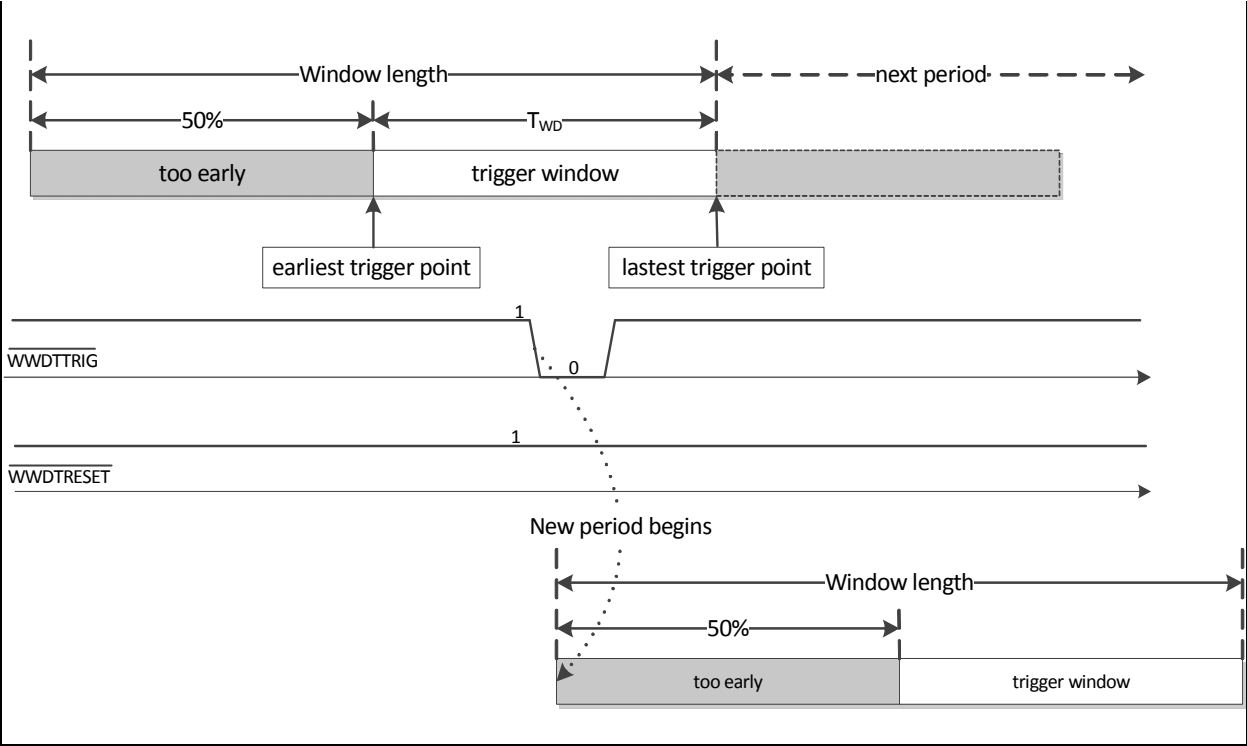 Window length
next period
50%
TWD
too early
trigger window
earliest trigger point
lastest trigger point
1
WWDTTRIG
0
1
WWDTRESET
New period begins
Window length
50%
too early
trigger window